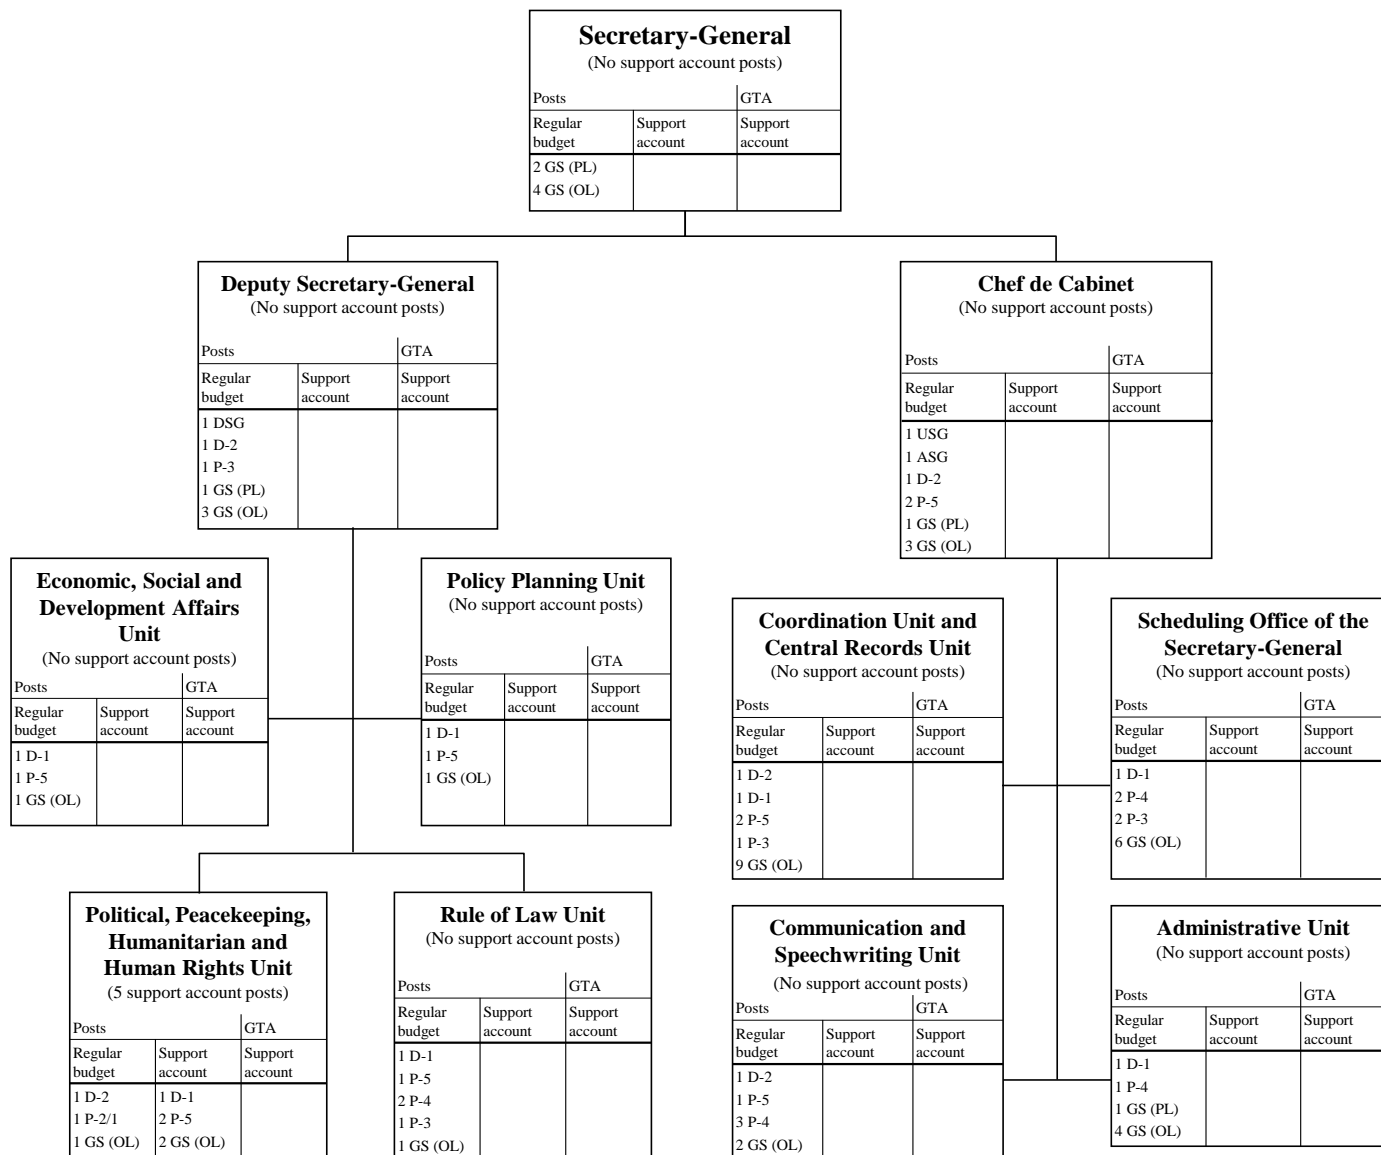 Secretary-General
(No support account posts)
Posts GTA
Regular budget Support account Support account
2 GS (PL)
4 GS (OL)
Deputy Secretary-General
(No support account posts)
Posts GTA
Regular budget Support account Support account
1 DSG
1 D-2
1 P-3
1 GS (PL)
3 GS (OL)
Chef de Cabinet
(No support account posts)
Posts GTA
Regular budget Support account Support account
1 USG
1 ASG
1 D-2
2 P-5
1 GS (PL)
3 GS (OL)
Economic, Social and
Development Affairs
Unit
(No support account posts)
Posts GTA
Regular budget Support account Support account
1 D-1
1 P-5
1 GS (OL)
Policy Planning Unit
(No support account posts)
Posts GTA
Regular budget Support account Support account
1 D-1
1 P-5
1 GS (OL)
Coordination Unit and
Central Records Unit
(No support account posts)
Posts GTA
Regular budget Support account Support account
1 D-2
1 D-1
2 P-5
1 P-3
9 GS (OL)
Scheduling Office of the
Secretary-General
(No support account posts)
Posts GTA
Regular budget Support account Support account
1 D-1
2 P-4
2 P-3
6 GS (OL)
Political, Peacekeeping,
Humanitarian and
Human Rights Unit
(5 support account posts)
Posts GTA
Regular budget Support account Support account
1 D-2 1 D-1
1 P-2/1 2 P-5
1 GS (OL) 2 GS (OL)
Rule of Law Unit
(No support account posts)
Posts GTA
Regular budget Support account Support account
1 D-1
1 P-5
2 P-4
1 P-3
1 GS (OL)
Communication and
Speechwriting Unit
(No support account posts)
Posts GTA
Regular budget Support account Support account
1 D-2
1 P-5
3 P-4
2 GS (OL)
Administrative Unit
(No support account posts)
Posts GTA
Regular budget Support account Support account
1 D-1
1 P-4
1 GS (PL)
4 GS (OL)